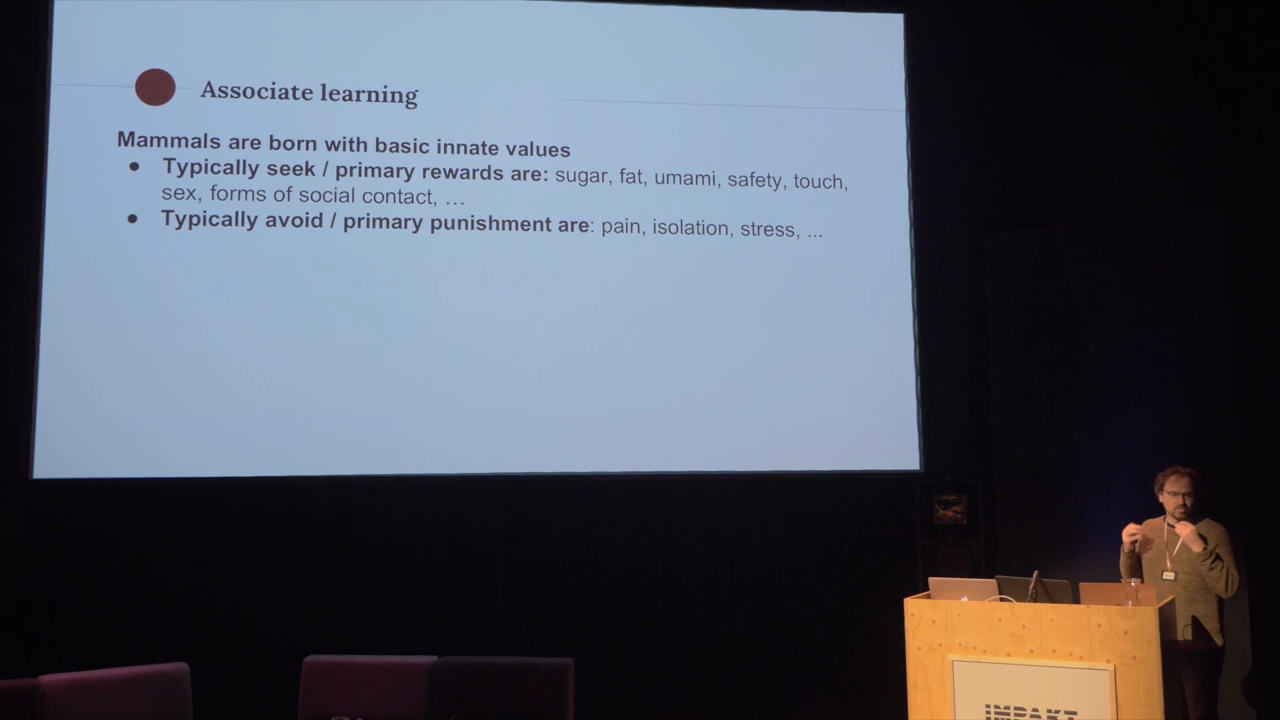 Associate learning
Mammals are born with basic innate values
● Typically seek / primary rewards are: sugar, fat, umami, safety, touch,
sex, forms of social contact, …
● Typically avoid / primary punishment are: pain, isolation, stress, ...
IMPAKT